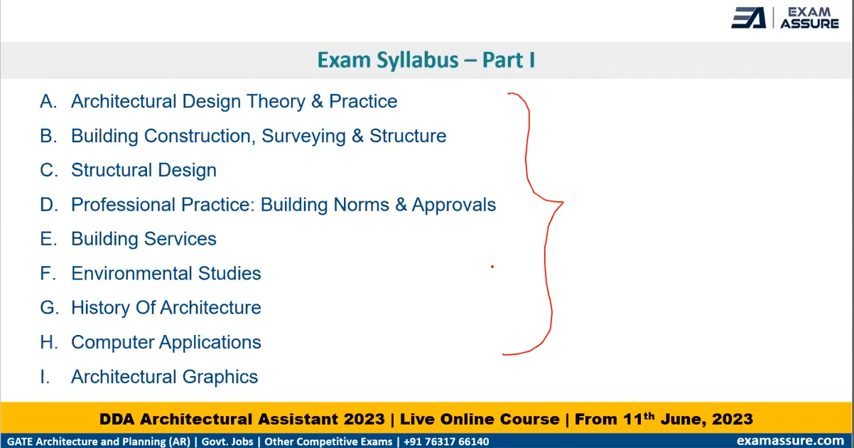 EXAM
ASSURE
Exam Syllabus – Part I
A. Architectural Design Theory & Practice
B. Building Construction, Surveying & Structure
C. Structural Design
D. Professional Practice: Building Norms & Approvals
E. Building Services
F. Environmental Studies
G. History Of Architecture
H. Computer Applications
I. Architectural Graphics
DDA Architectural Assistant 2023 | Live Online Course | From 11th June, 2023
GATE Architecture and Planning (AR) | Govt. Jobs | Other Competitive Exams | +91 76317 66140
examassure.com